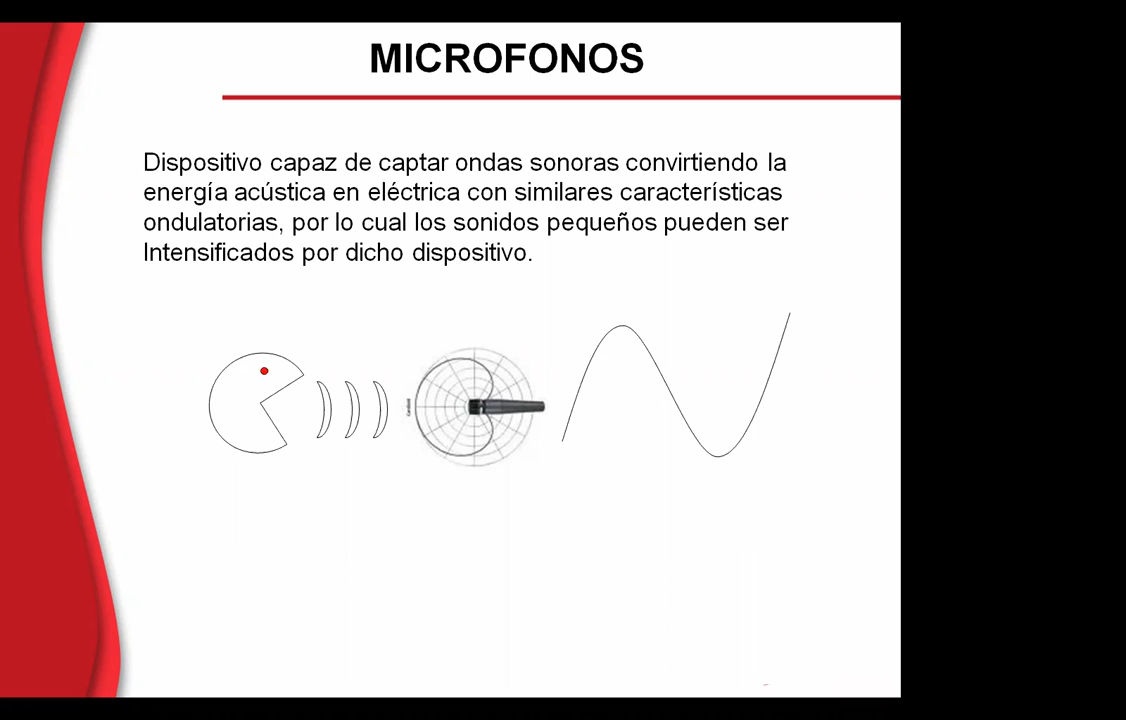 MICROFONOS
Dispositivo capaz de captar ondas sonoras convirtiendo la
energía acústica en eléctrica con similares características
ondulatorias, por lo cual los sonidos pequeños pueden ser
Intensificados por dicho dispositivo.
Cardioid